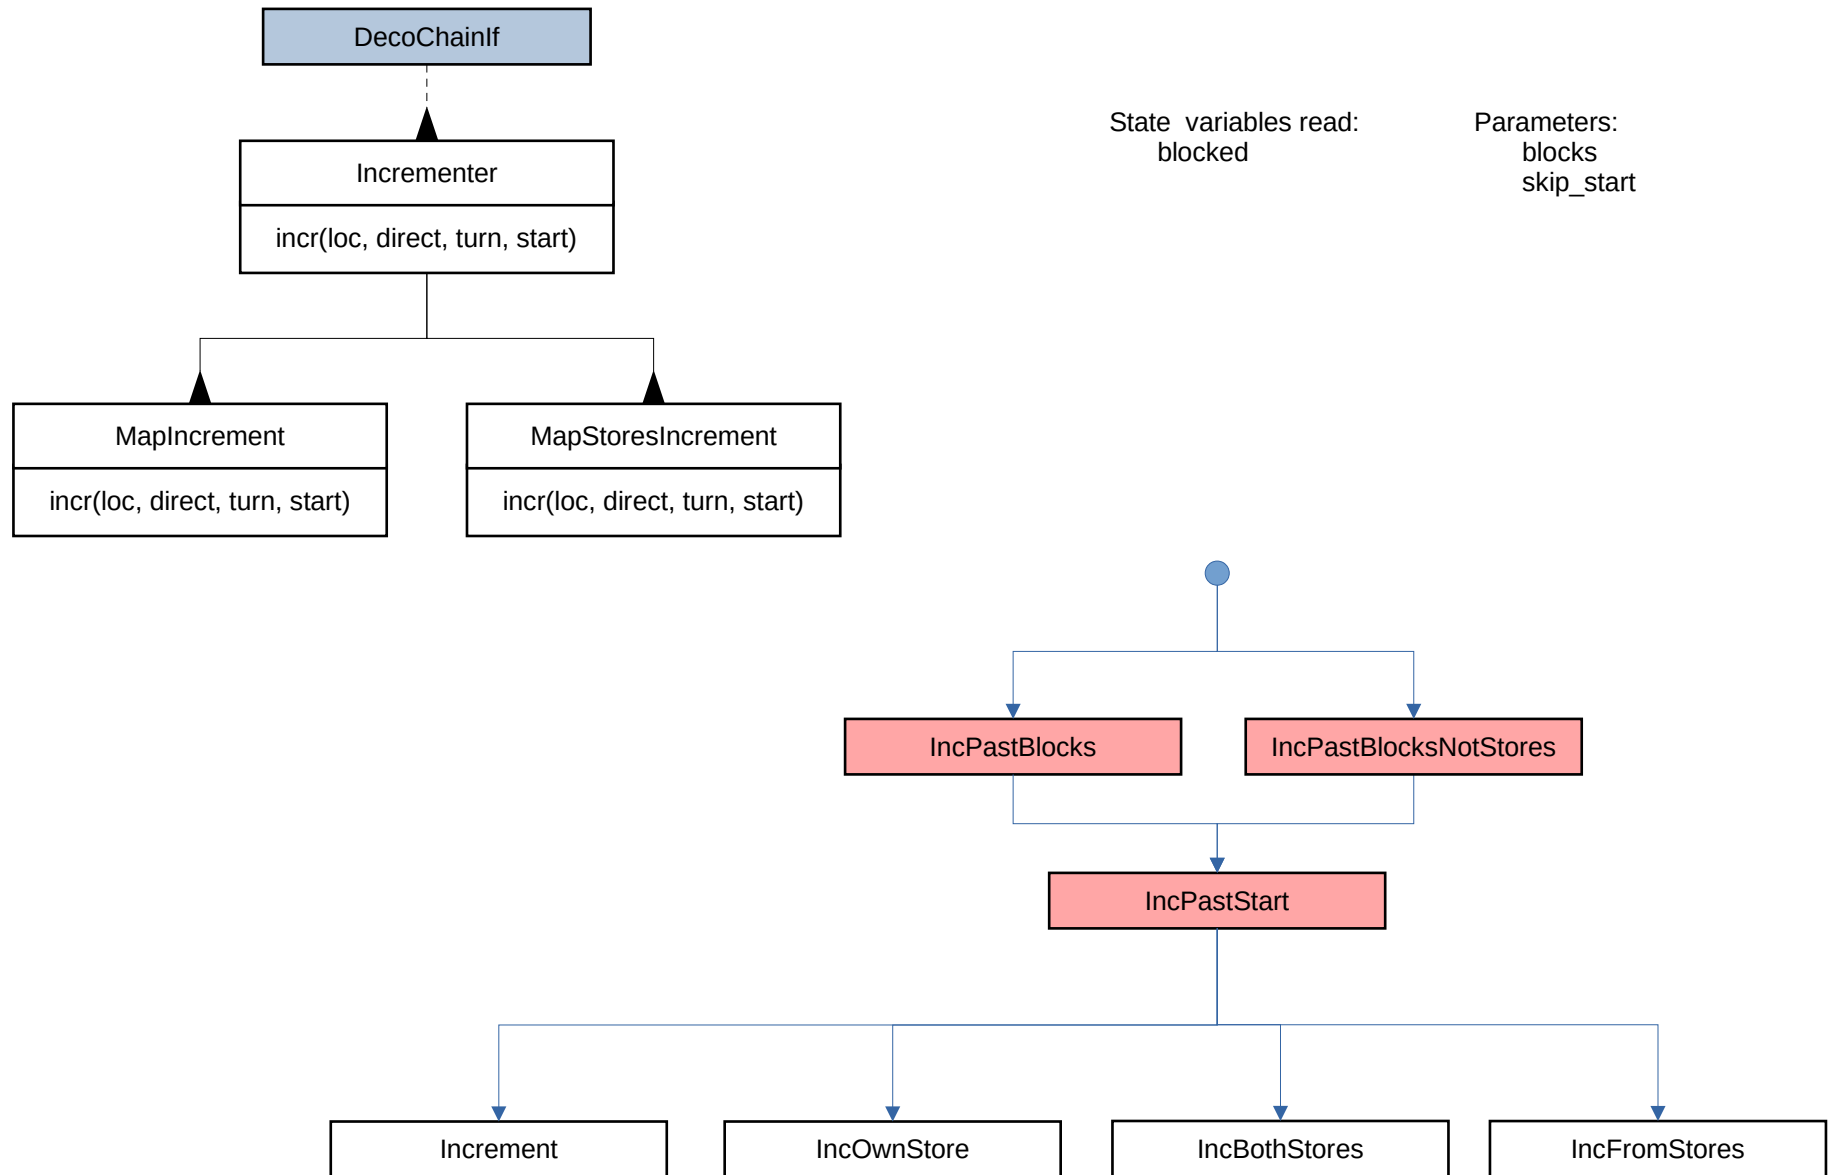 DecoChainIf
State  variables read:
blocked
Parameters:
blocks
skip_start
Incrementer
incr(loc, direct, turn, start)
MapIncrement
incr(loc, direct, turn, start)
MapStoresIncrement
incr(loc, direct, turn, start)
IncPastBlocks
IncPastBlocksNotStores
IncPastStart
Increment
IncOwnStore
IncBothStores
IncFromStores